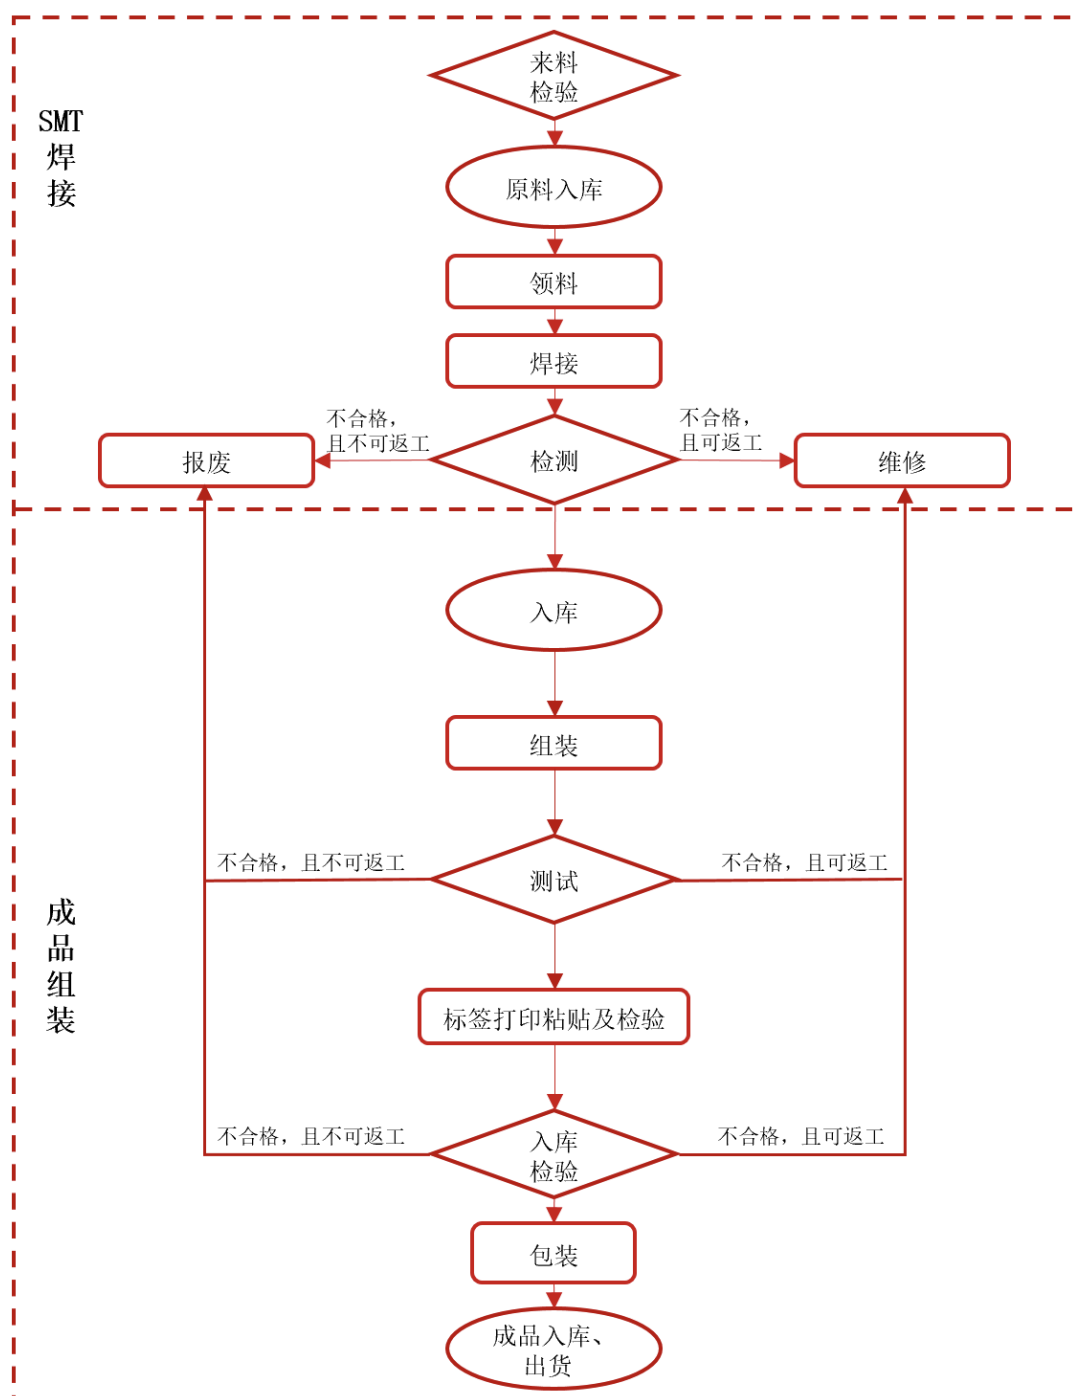 来料
检验
SMT
焊
接
原料入库
领料
焊接
不合格，
且不可返工
不合格，
且可返工
报废
检测
维修
入库
组装
不合格，且不可返工
测试
不合格，且可返工
成
品
组
装
标签打印粘贴及检验
不合格，且不可返工
入库
检验
不合格，且可返工
包装
成品入库、
出货